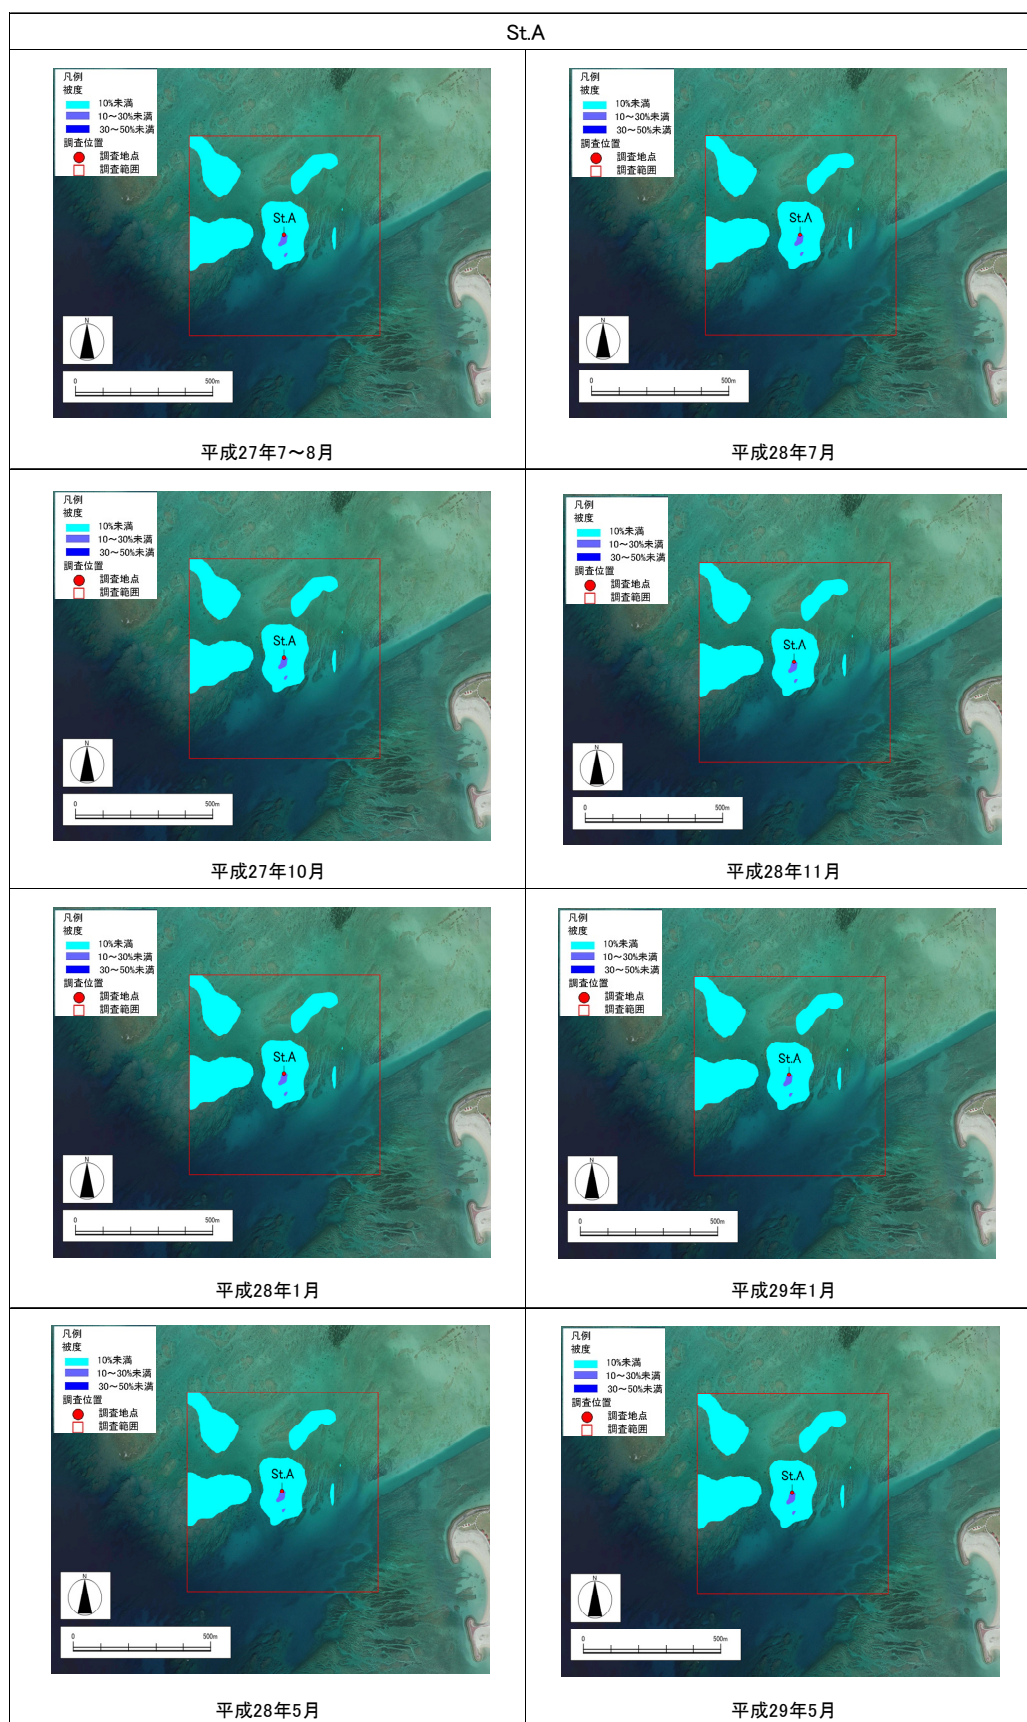 St.A
凡例
被度
10%未満
10～30%未満
30～50%未満
調査位置
調査地点
調査範囲
St.A
N
0 500m
平成27年7～8月
凡例
被度
10%未満
10～30%未満
30～50%未満
調査位置
調査地点
調査範囲
St.A
N
0 500m
平成28年7月
凡例
被度
10%未満
10～30%未満
30～50%未満
調査位置
調査地点
調査範囲
St.A
N
0 500m
平成27年10月
凡例
被度
10%未満
10～30%未満
30～50%未満
調査位置
調査地点
調査範囲
St.A
N
0 500m
平成28年11月
凡例
被度
10%未満
10～30%未満
30～50%未満
調査位置
調査地点
調査範囲
St.A
N
0 500m
平成28年1月
凡例
被度
10%未満
10～30%未満
30～50%未満
調査位置
調査地点
調査範囲
St.A
N
0 500m
平成29年1月
凡例
被度
10%未満
10～30%未満
30～50%未満
調査位置
調査地点
調査範囲
St.A
N
0 500m
平成28年5月
凡例
被度
10%未満
10～30%未満
30～50%未満
調査位置
調査地点
調査範囲
St.A
N
0 500m
平成29年5月